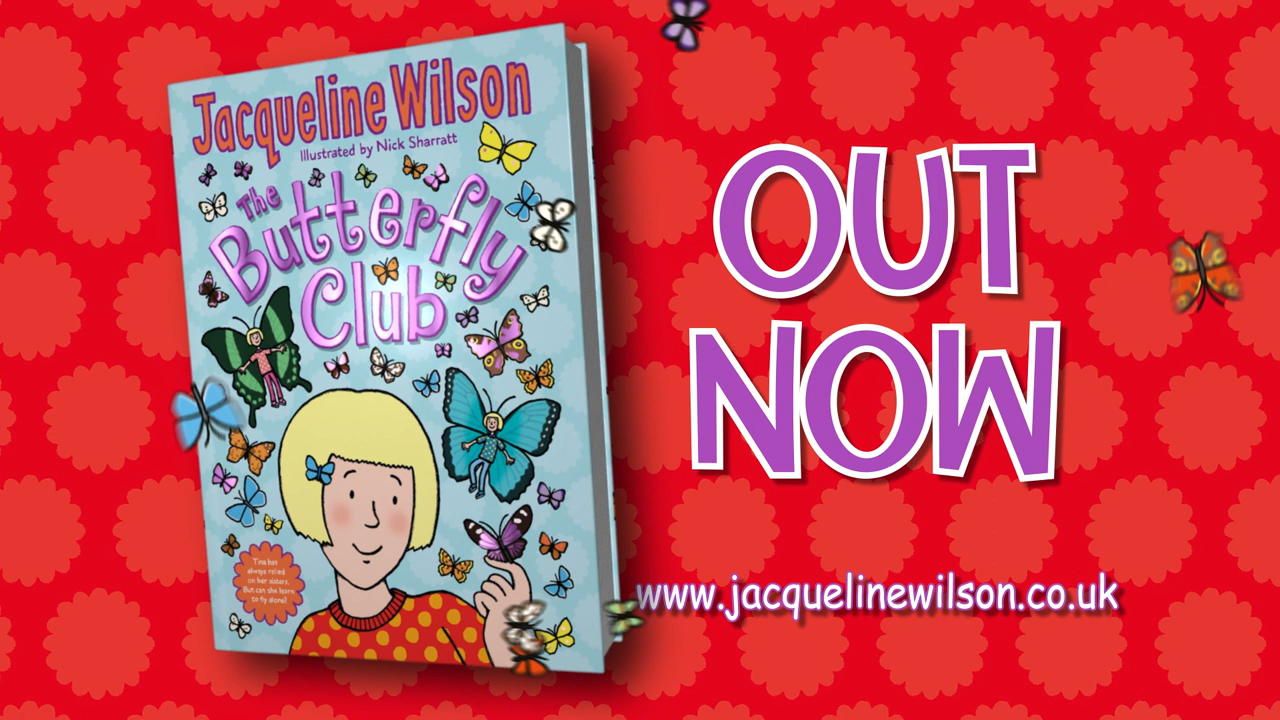 Jacqueline Wilson
Illustrated by Nick Sharratt
The
Butterfly
Club
Tina has
always relied
on her sisters.
But can she learn
to fly alone?
OUT
NOW
www.jacquelinewilson.co.uk